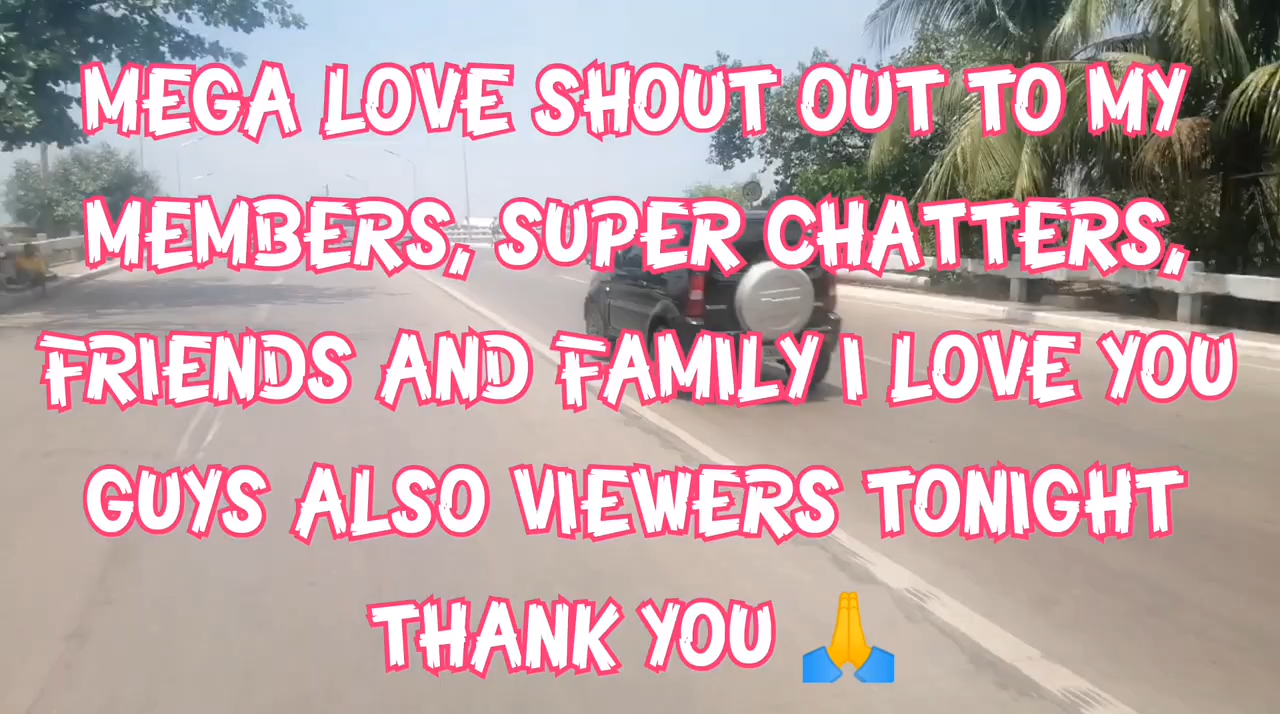 MEGA LOVE SHOUT OUT TO MY
MEMBERS, SUPER CHATTERS,
FRIENDS AND FAMILY I LOVE YOU
GUYS ALSO VIEWERS TONIGHT
THANK YOU 🙏